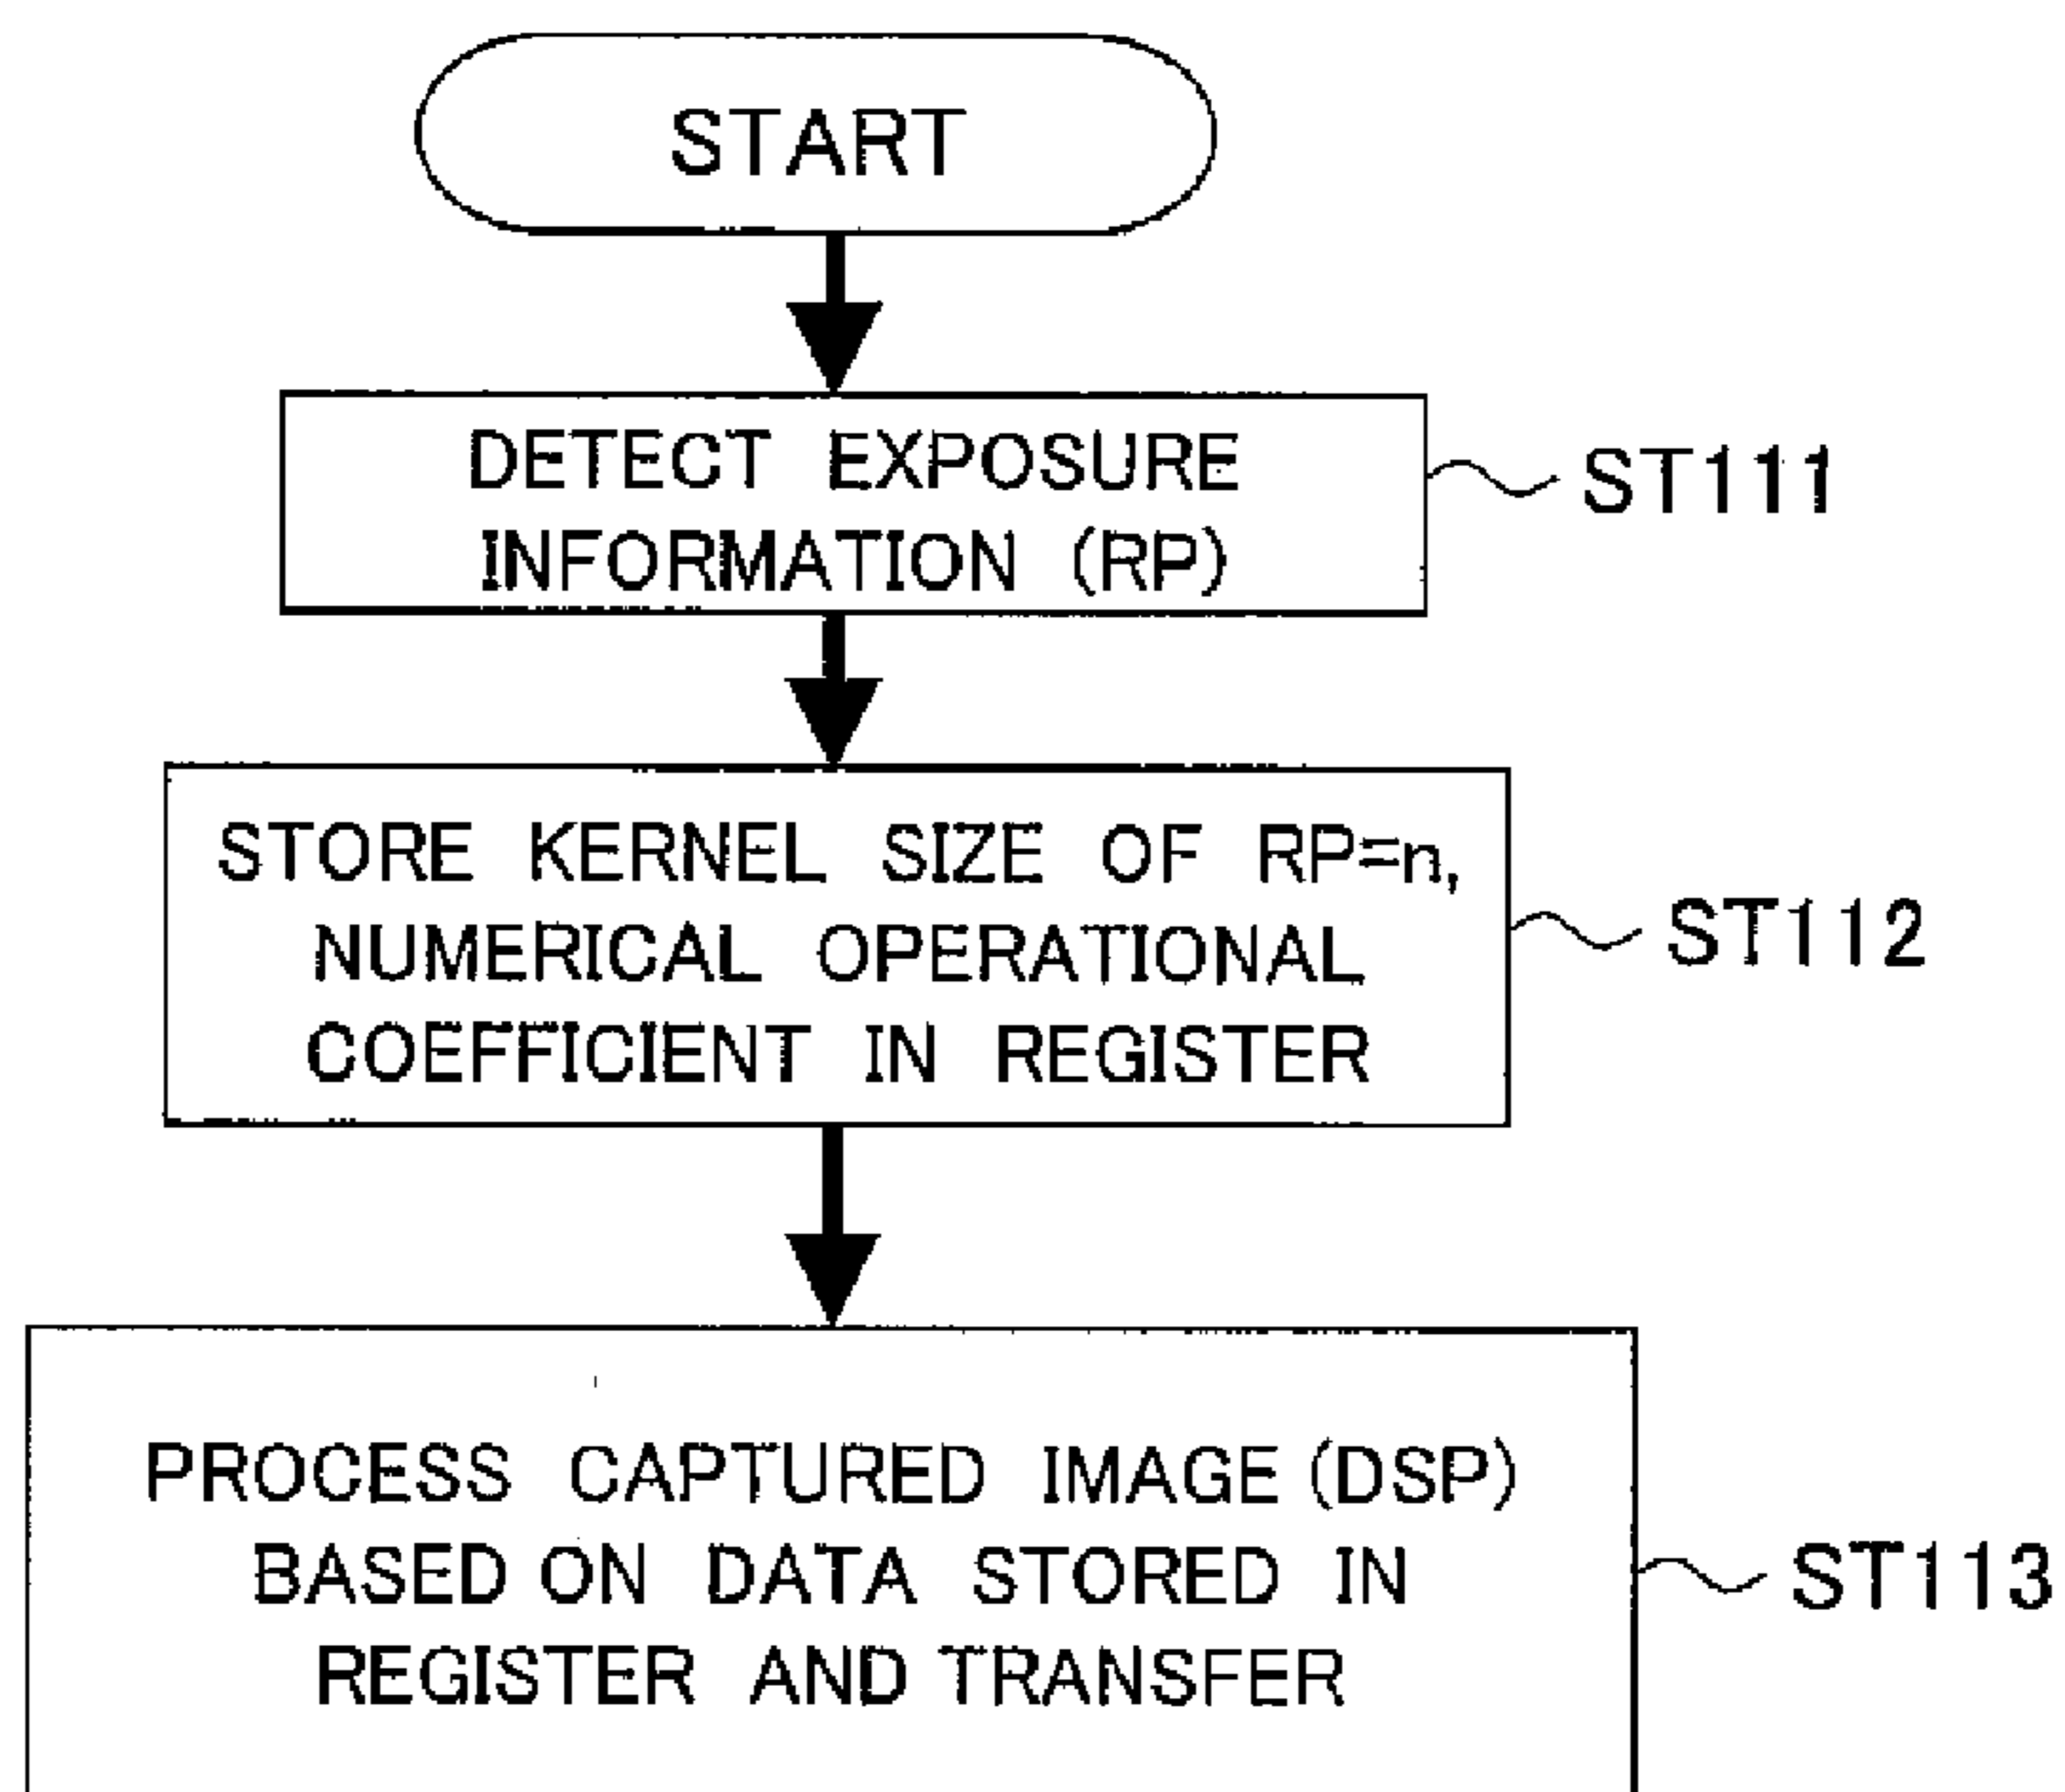 START
DETECT EXPOSURE
INFORMATION (RP)
ST111
STORE KERNEL SIZE OF RP=n,
NUMERICAL OPERATIONAL
COEFFICIENT IN REGISTER
ST112
PROCESS CAPTURED IMAGE (DSP)
BASED ON DATA STORED IN
REGISTER AND TRANSFER
ST113